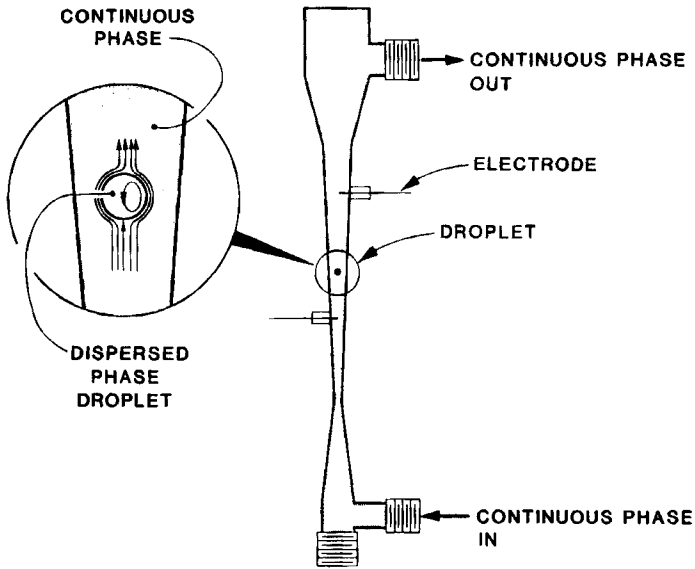 CONTINUOUS
PHASE
CONTINUOUS PHASE
OUT
ELECTRODE
DROPLET
DISPERSED
PHASE
DROPLET
CONTINUOUS PHASE
IN